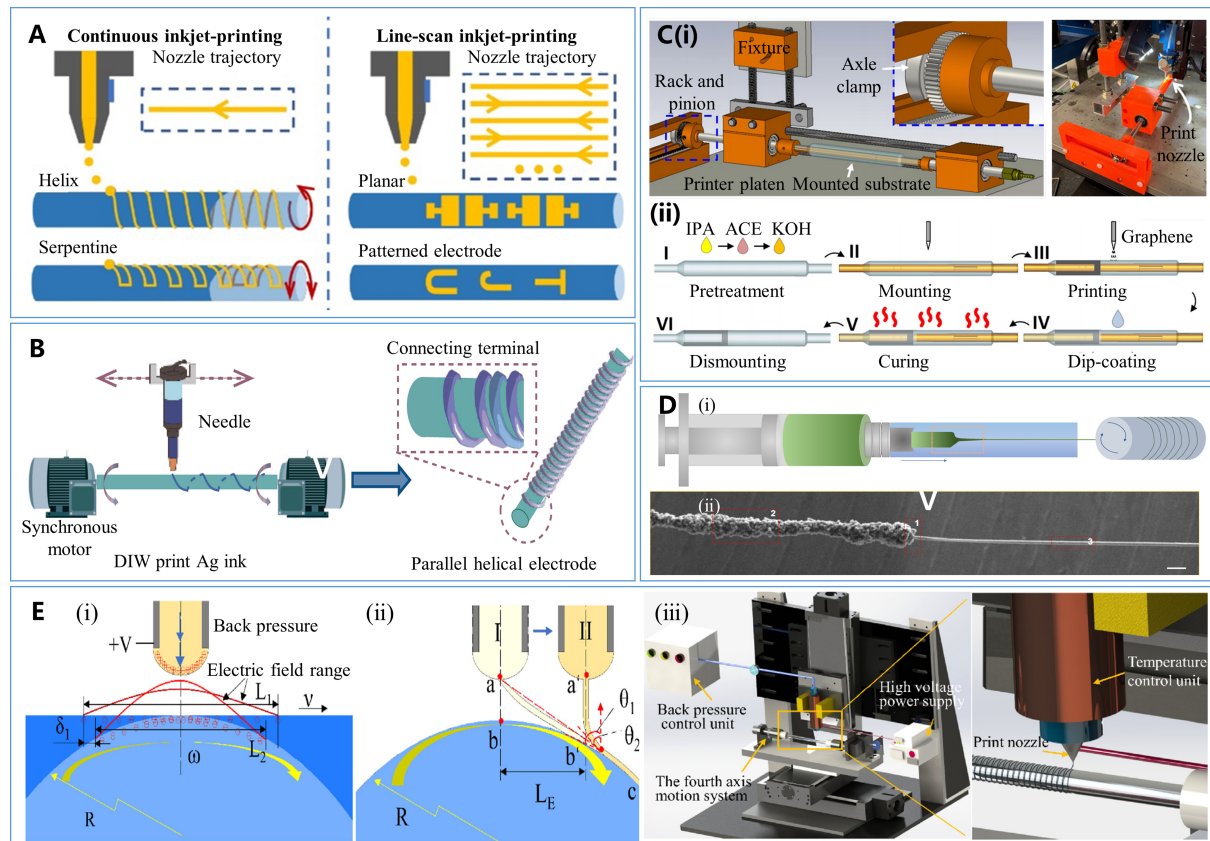 A
Continuous inkjet-printing
Nozzle trajectory
Line-scan inkjet-printing
Nozzle trajectory
Helix
Serpentine
Planar
Patterned electrode
B
Needle
Synchronous
motor
DIW print Ag ink
V
Connecting terminal
Parallel helical electrode
C(i)
Fixture
Rack and
pinion
Axle
clamp
Printer platen
Mounted substrate
Print
nozzle
(ii)
IPA
ACE
KOH
Graphene
I
Pretreatment
II
Mounting
III
Printing
VI
Dismounting
V
Curing
IV
Dip-coating
D
(i)
V
(ii)
2
1
3
E
(i)
+V
Back pressure
Electric field range
L₁
v
δ₁
L₂
ω
R
(ii)
I
II
a
a'
θ₁
θ₂
b
b'
L_E
c
R
(iii)
Back pressure
control unit
High voltage
power supply
The fourth axis
motion system
Temperature
control unit
Print nozzle